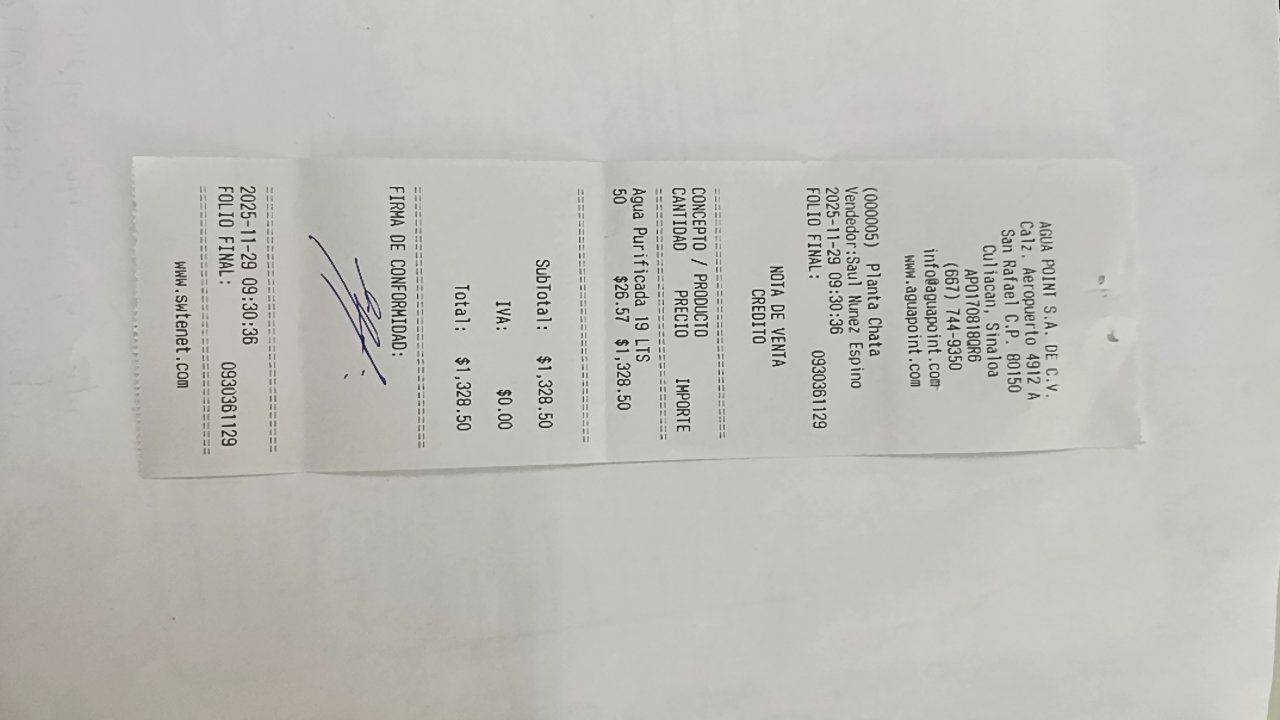 AGUA POINT S.A. DE C.V.
Calz. Aeropuerto 4912 A
San Rafael C.P. 80150
Culiacan, Sinaloa
APO170818QR6
(667) 744-9350
info@aguapoint.com
www.aguapoint.com
(000005) Planta Chata
Vendedor:Saul Nunez Espino
2025-11-29 09:30:36
FOLIO FINAL: 0930361129
NOTA DE VENTA
CREDITO
CONCEPTO / PRODUCTO
CANTIDAD PRECIO IMPORTE
Agua Purificada 19 LTS
50 $26.57 $1,328.50
SubTotal: $1,328.50
IVA: $0.00
Total: $1,328.50
FIRMA DE CONFORMIDAD:
2025-11-29 09:30:36
FOLIO FINAL: 0930361129
www.swtenet.com